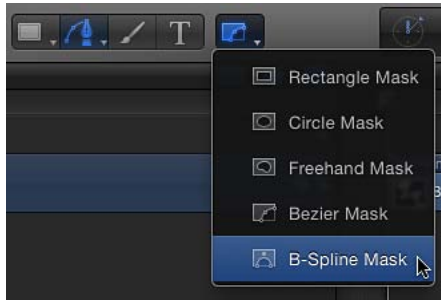 T
Rectangle Mask
Circle Mask
Freehand Mask
Bezier Mask
B-Spline Mask